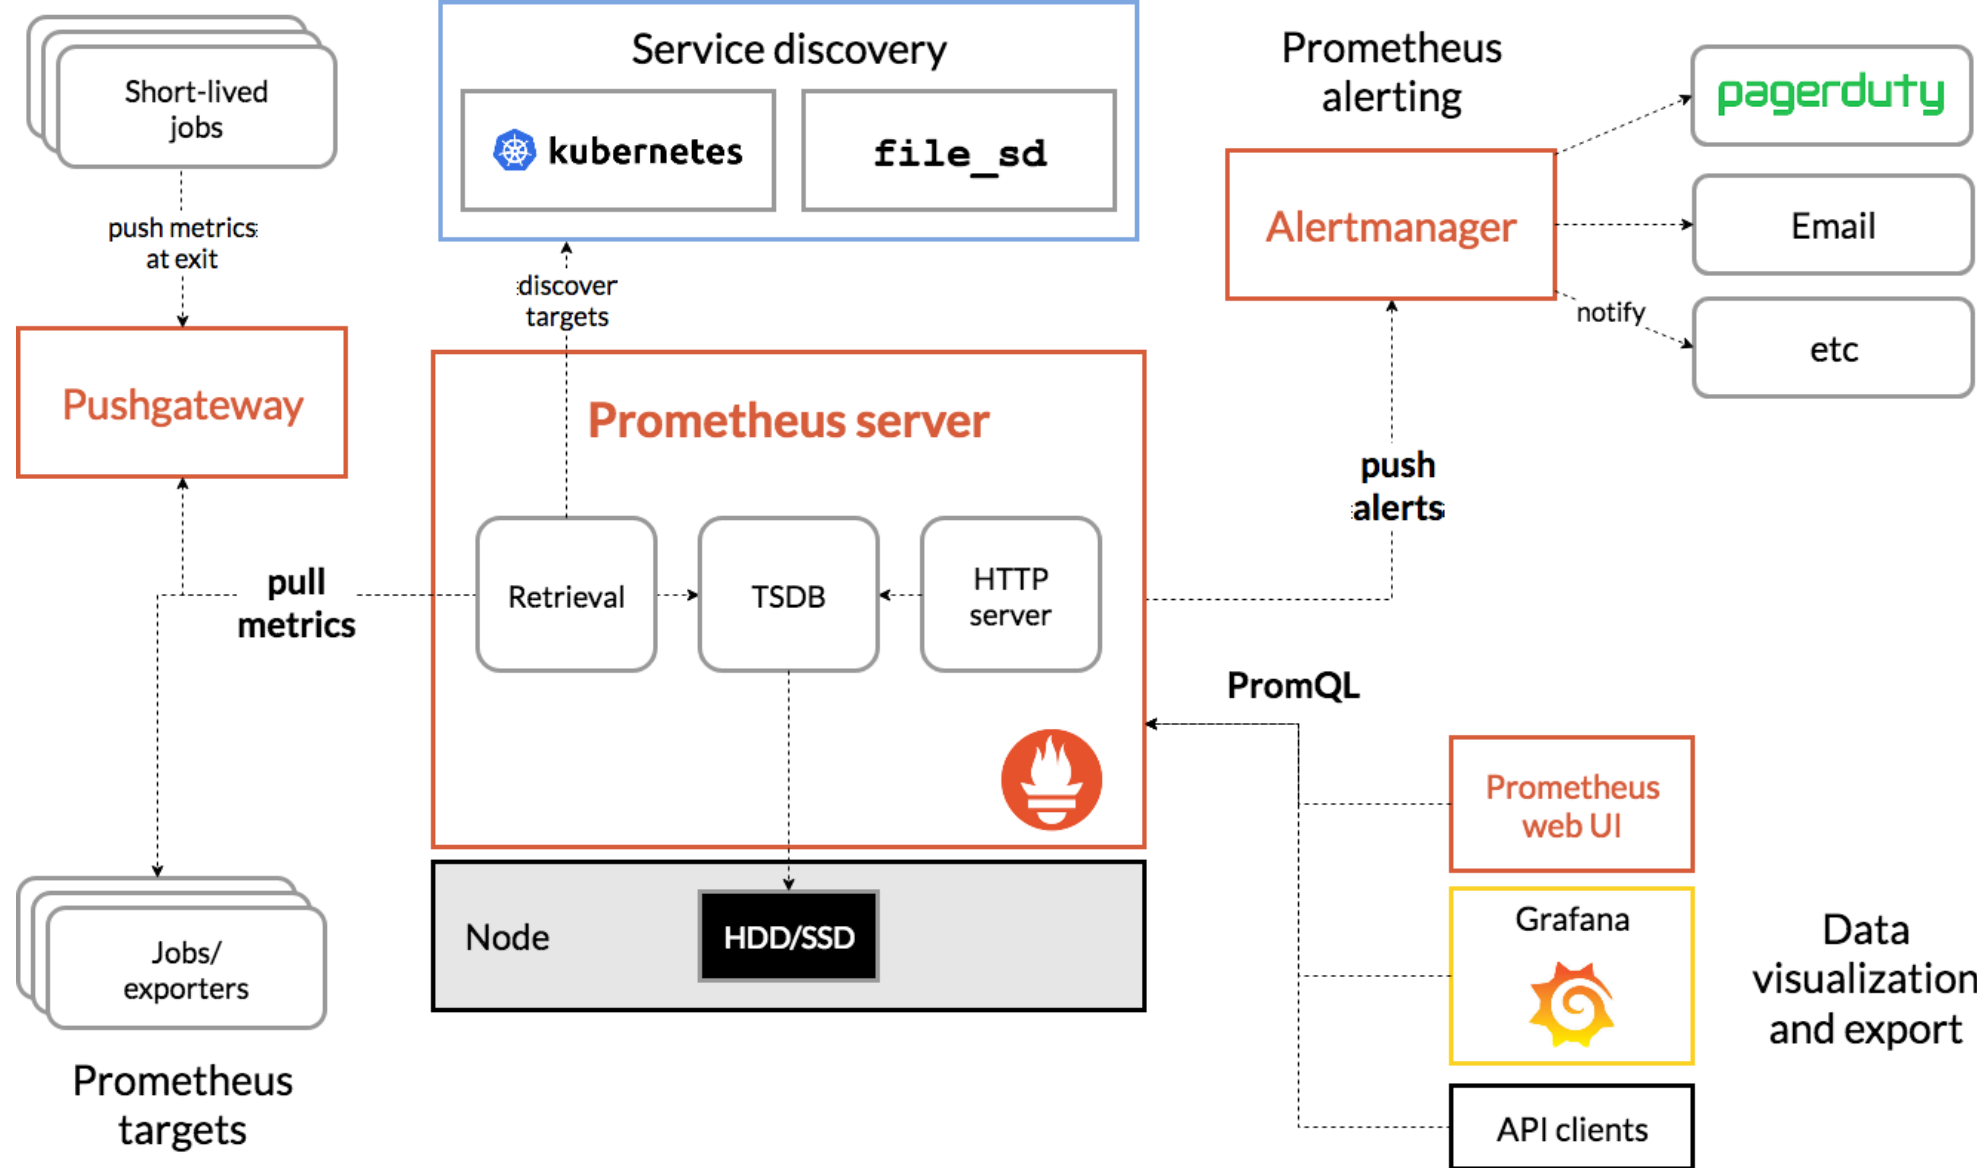 Short-lived
jobs
push metrics
at exit
Pushgateway
pull
metrics
Jobs/
exporters
Prometheus
targets
Service discovery
kubernetes
file_sd
discover
targets
Prometheus server
Retrieval
TSDB
HTTP
server
Node
HDD/SSD
Prometheus
alerting
Alertmanager
pagerduty
Email
notify
etc
push
alerts
PromQL
Prometheus
web UI
Grafana
API clients
Data
visualization
and export